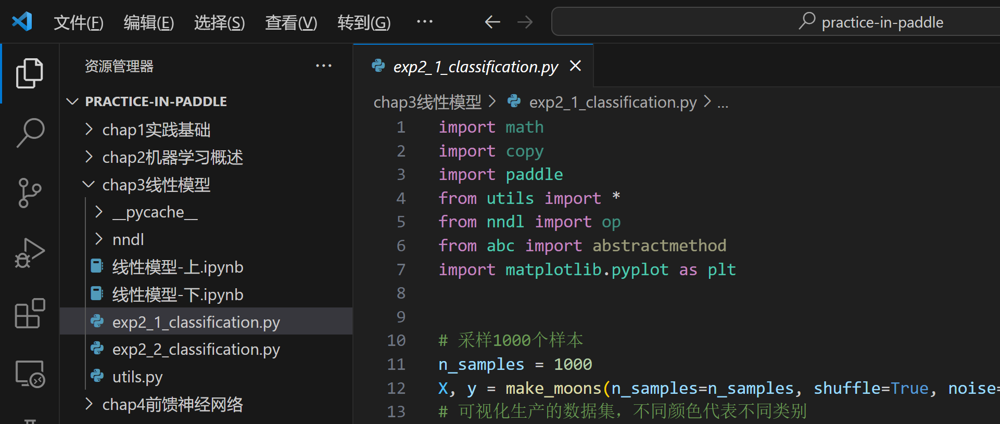 文件(F) 编辑(E) 选择(S) 查看(V) 转到(G) ··· practice-in-paddle
资源管理器 ···
PRACTICE-IN-PADDLE
chap1实践基础
chap2机器学习概述
chap3线性模型
__pycache__
nndl
线性模型-上.ipynb
线性模型-下.ipynb
exp2_1_classification.py
exp2_2_classification.py
utils.py
chap4前馈神经网络
exp2_1_classification.py
chap3线性模型 > exp2_1_classification.py > ...
1 import math
2 import copy
3 import paddle
4 from utils import *
5 from nndl import op
6 from abc import abstractmethod
7 import matplotlib.pyplot as plt
8
9
10 # 采样1000个样本
11 n_samples = 1000
12 X, y = make_moons(n_samples=n_samples, shuffle=True, noise=
13 # 可视化生产的数据集，不同颜色代表不同类别